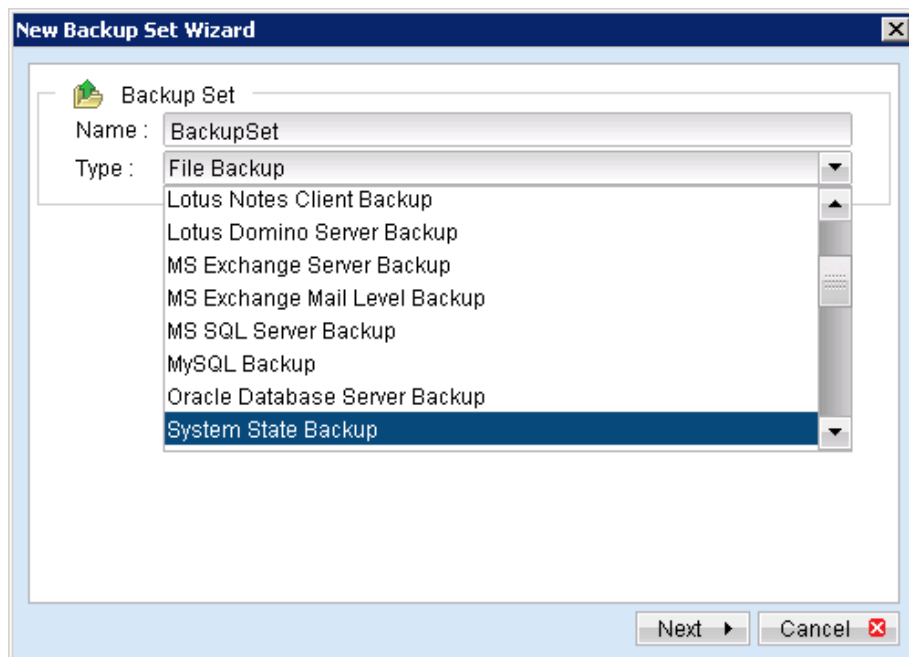 New Backup Set Wizard
Backup Set
Name : BackupSet
Type : File Backup
Lotus Notes Client Backup
Lotus Domino Server Backup
MS Exchange Server Backup
MS Exchange Mail Level Backup
MS SQL Server Backup
MySQL Backup
Oracle Database Server Backup
System State Backup
Next Cancel